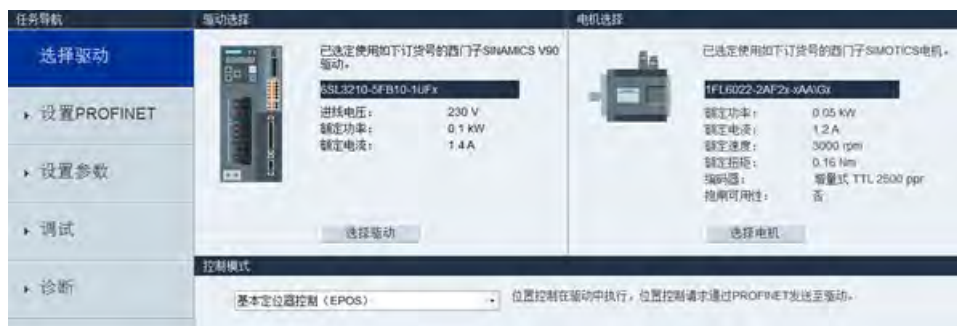 任务导航
驱动选择
电机选择
选择驱动
设置PROFINET
设置参数
调试
诊断
已选定使用如下订货号的西门子SINAMICS V90
驱动。
6SL3210-5FB10-1UFx
进线电压： 230 V
额定功率： 0.1 kW
额定电流： 1.4 A
选择驱动
已选定使用如下订货号的西门子SIMOTICS电机。
1FL6022-2AF2x-xAA\Gx
额定功率： 0.05 kW
额定电流： 1.2 A
额定速度： 3000 rpm
额定扭矩： 0.16 Nm
编码器： 增量式 TTL 2500 ppr
抱闸可用性： 否
选择电机
控制模式
基本定位器控制（EPOS）
位置控制在驱动中执行，位置控制请求通过PROFINET发送至驱动。